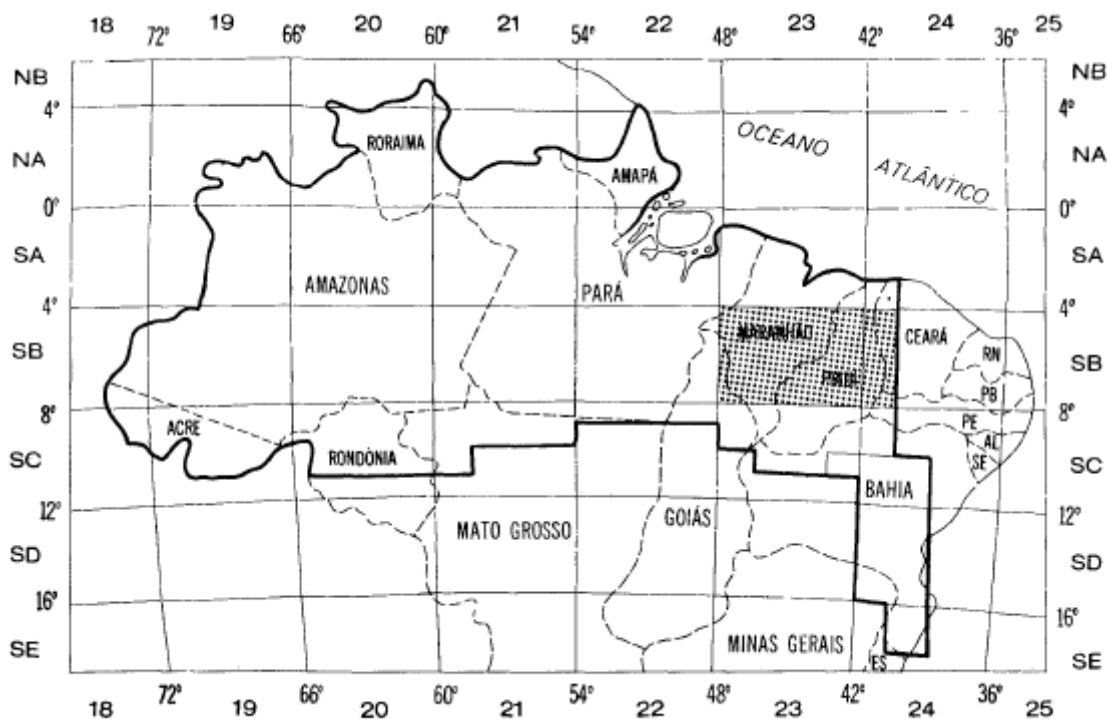 18 72° 19 66° 20 60° 21 54° 22 48° 23 42° 24 36° 25
NB NB
4° 4°
OCEANO
ATLÂNTICO
NA RORAIMA AMAPÁ NA
0° 0°
SA SA
AMAZONAS PARÁ
4° MARANHÃO CEARÁ 4°
SB RN SB
PIAUÍ PB
8° 8°
ACRE PE
RONDÔNIA AL
SC SE SC
BAHIA
12° MATO GROSSO GOIÁS 12°
SD SD
16° 16°
MINAS GERAIS
SE ES SE
72° 66° 60° 54° 48° 42° 36°
18 19 20 21 22 23 24 25